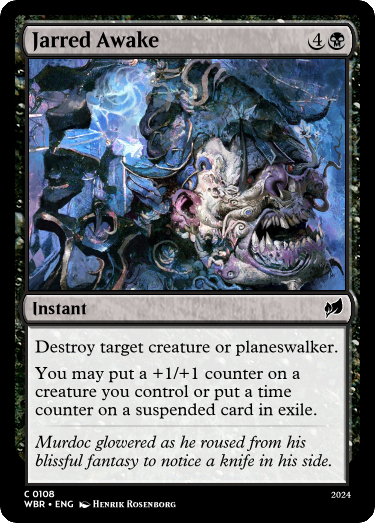 Jarred Awake 4
Instant
Destroy target creature or planeswalker.
You may put a +1/+1 counter on a
creature you control or put a time
counter on a suspended card in exile.
Murdoc glowered as he roused from his
blissful fantasy to notice a knife in his side.
C 0108
2024
WBR • ENG Henrik Rosenborg